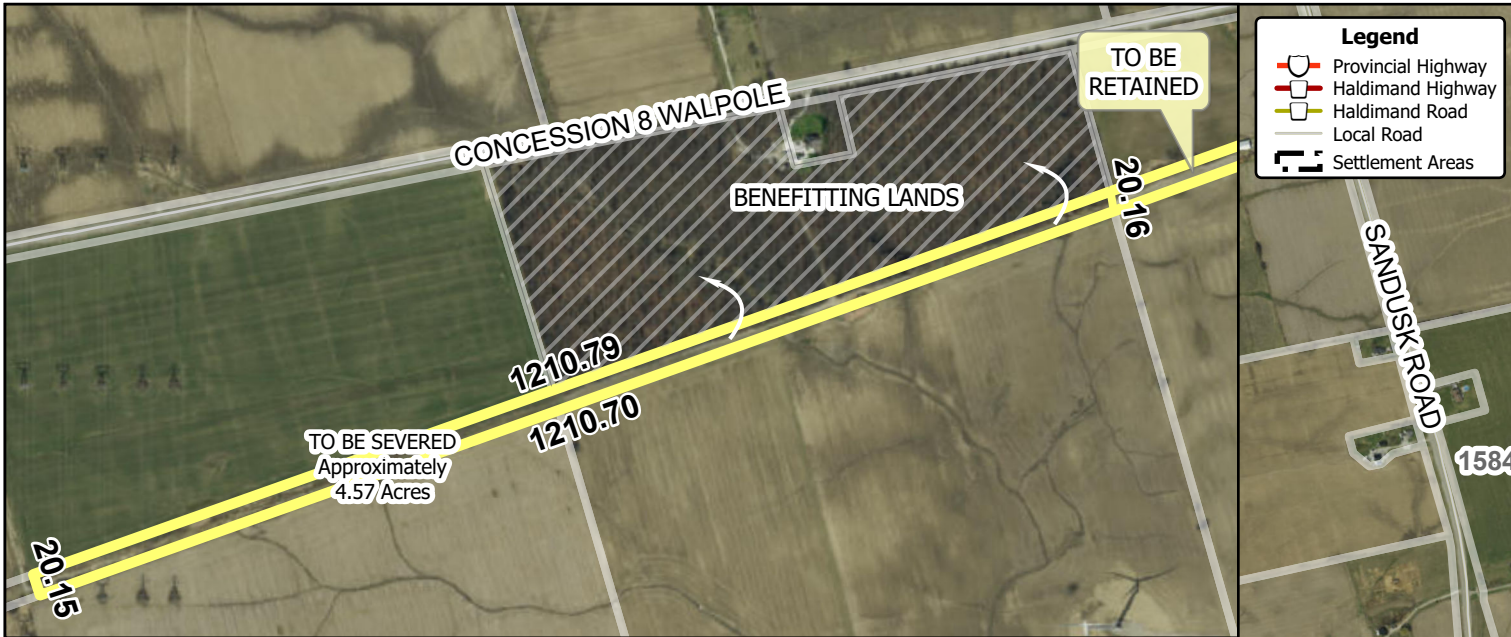 CONCESSION 8 WALPOLE
TO BE
RETAINED
BENEFITTING LANDS
20.16
1210.79
1210.70
TO BE SEVERED
Approximately
4.57 Acres
20.15
Legend
Provincial Highway
Haldimand Highway
Haldimand Road
Local Road
Settlement Areas
SANDUSK ROAD
1584